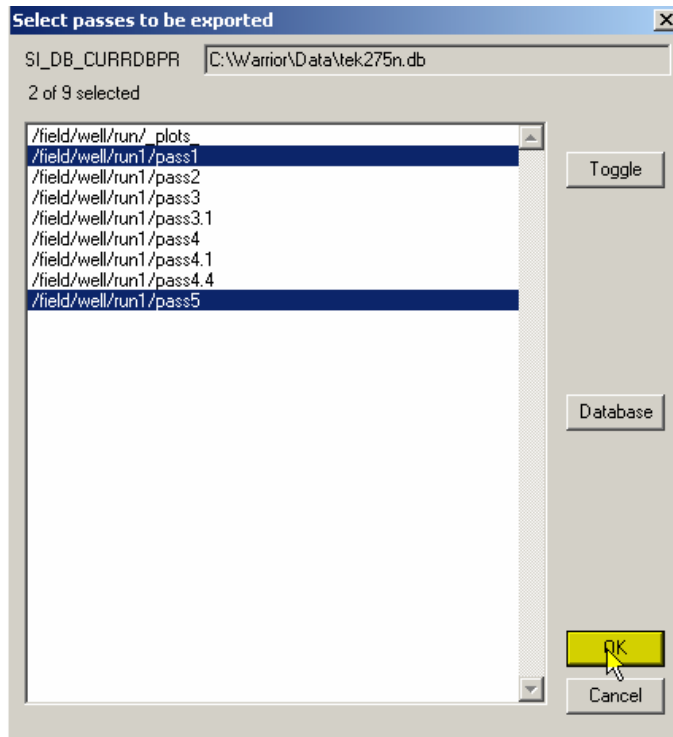 Select passes to be exported
SI_DB_CURRDBPR C:\Warrior\Data\tek275n.db
2 of 9 selected
/field/well/run/_plots_
/field/well/run1/pass1
/field/well/run1/pass2
/field/well/run1/pass3
/field/well/run1/pass3.1
/field/well/run1/pass4
/field/well/run1/pass4.1
/field/well/run1/pass4.4
/field/well/run1/pass5
Toggle
Database
OK
Cancel